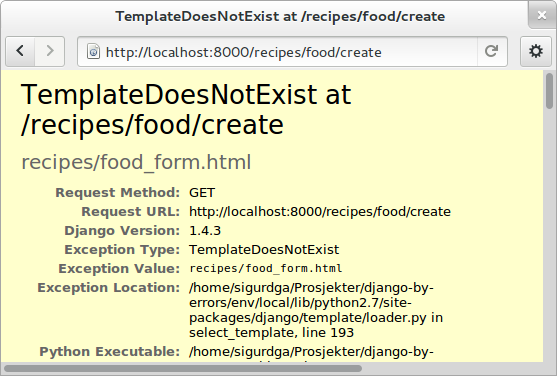 TemplateDoesNotExist at /recipes/food/create
http://localhost:8000/recipes/food/create
TemplateDoesNotExist at
/recipes/food/create
recipes/food_form.html
Request Method: GET
Request URL: http://localhost:8000/recipes/food/create
Django Version: 1.4.3
Exception Type: TemplateDoesNotExist
Exception Value: recipes/food_form.html
Exception Location: /home/sigurdga/Prosjekter/django-by-
errors/env/local/lib/python2.7/site-
packages/django/template/loader.py in
select_template, line 193
Python Executable: /home/sigurdga/Prosjekter/django-by-